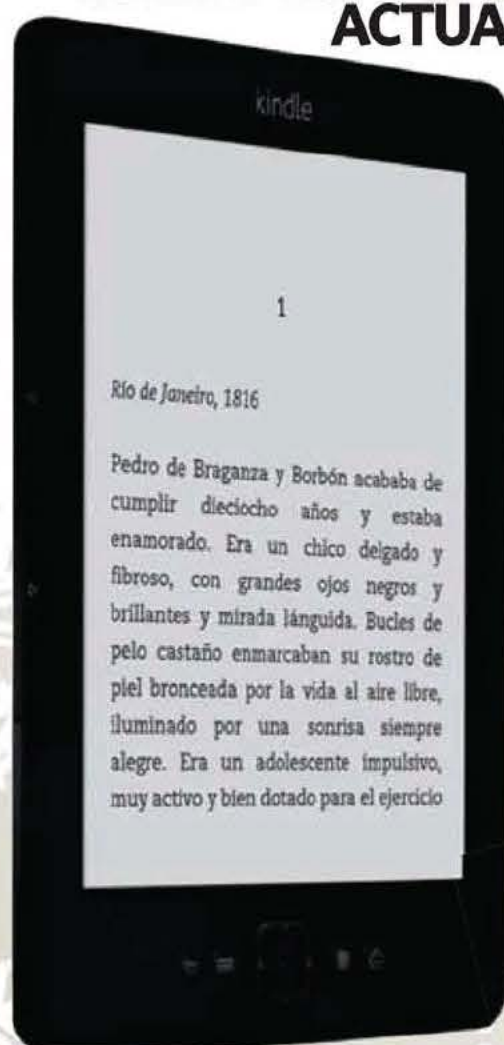 ACTUA
kindle
1
Río de Janeiro, 1816
Pedro de Braganza y Borbón acababa de
cumplir dieciocho años y estaba
enamorado. Era un chico delgado y
fibroso, con grandes ojos negros y
brillantes y mirada lánguida. Bucles de
pelo castaño enmarcaban su rostro de
piel bronceada por la vida al aire libre,
iluminado por una sonrisa siempre
alegre. Era un adolescente impulsivo,
muy activo y bien dotado para el ejercicio